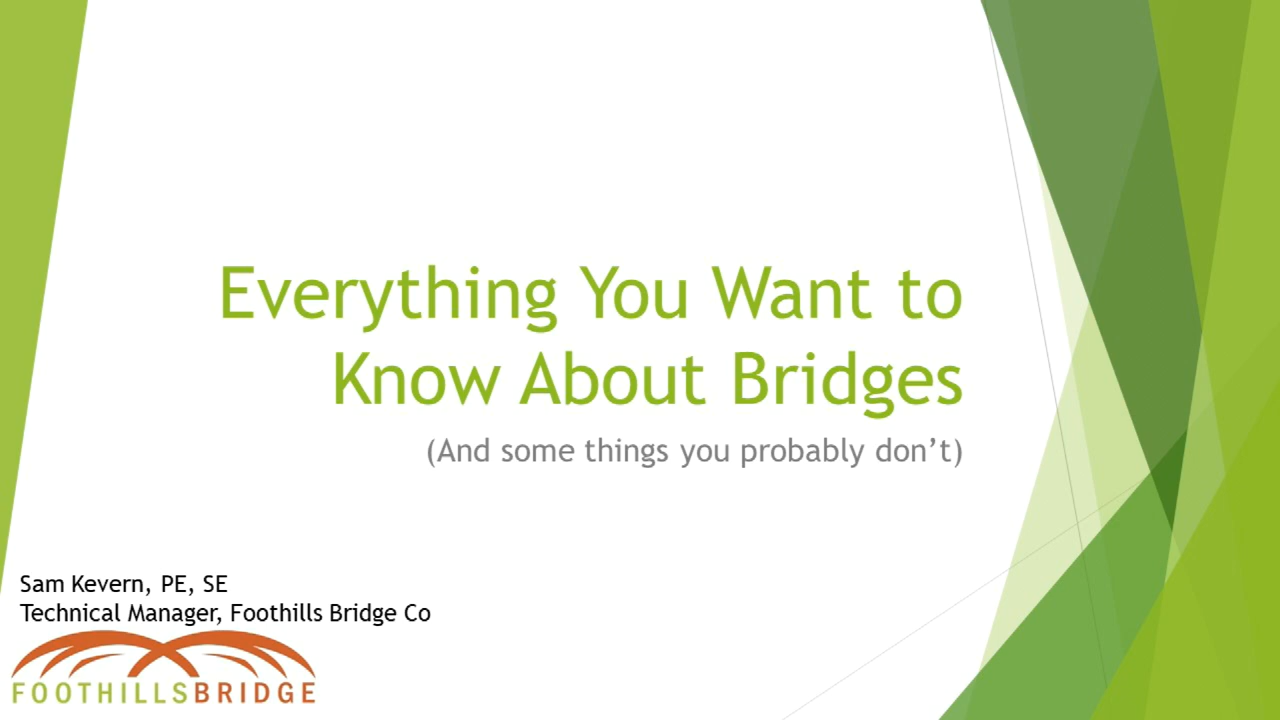 Everything You Want to
Know About Bridges
(And some things you probably don't)
Sam Kevern, PE, SE
Technical Manager, Foothills Bridge Co
FOOTHILLSBRIDGE